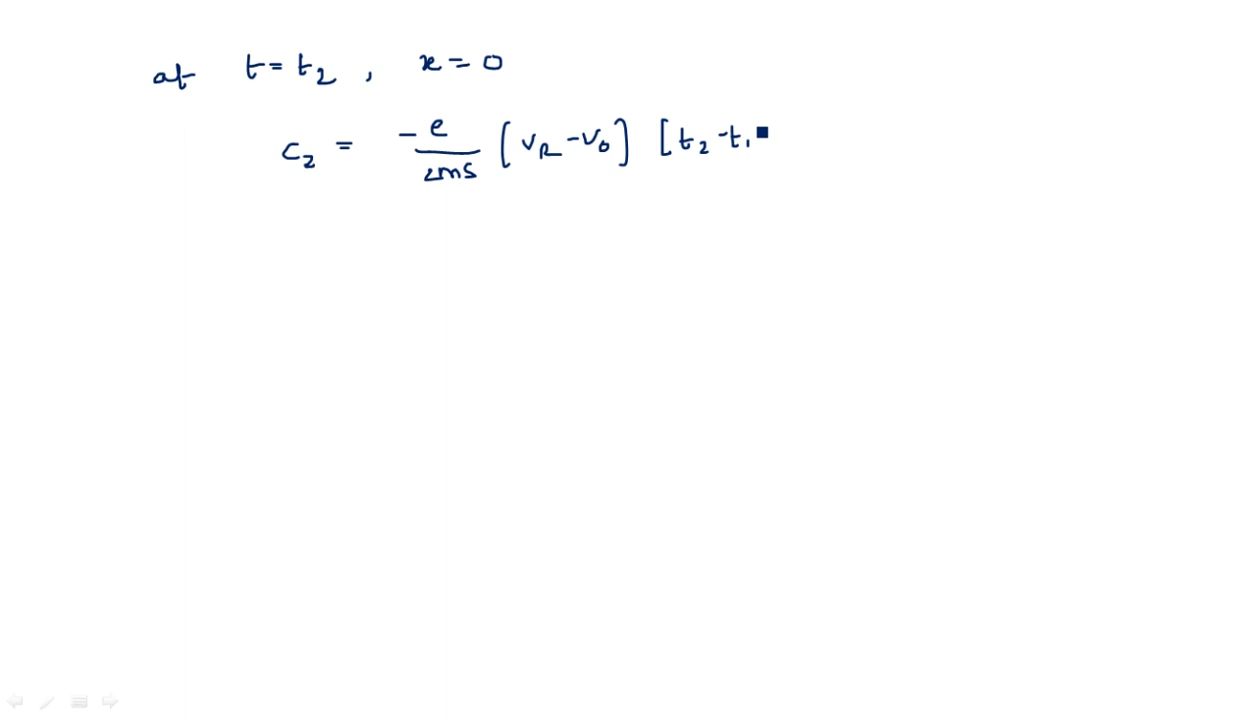 at t = t₂ , x = 0
c₂ = -e/2ms [V_R - V₀] [t₂ - t₁